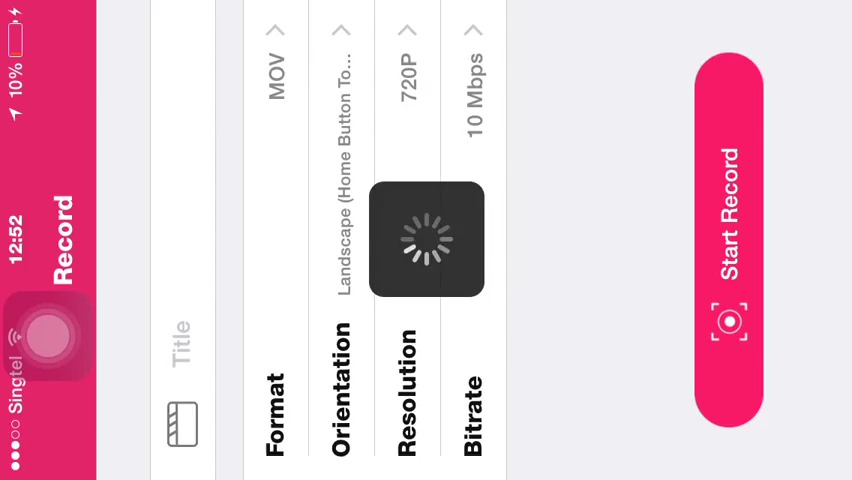 Singtel 12:52 10%
Record
Title
Format MOV
Orientation Landscape (Home Button To...
Resolution 720P
Bitrate 10 Mbps
Start Record